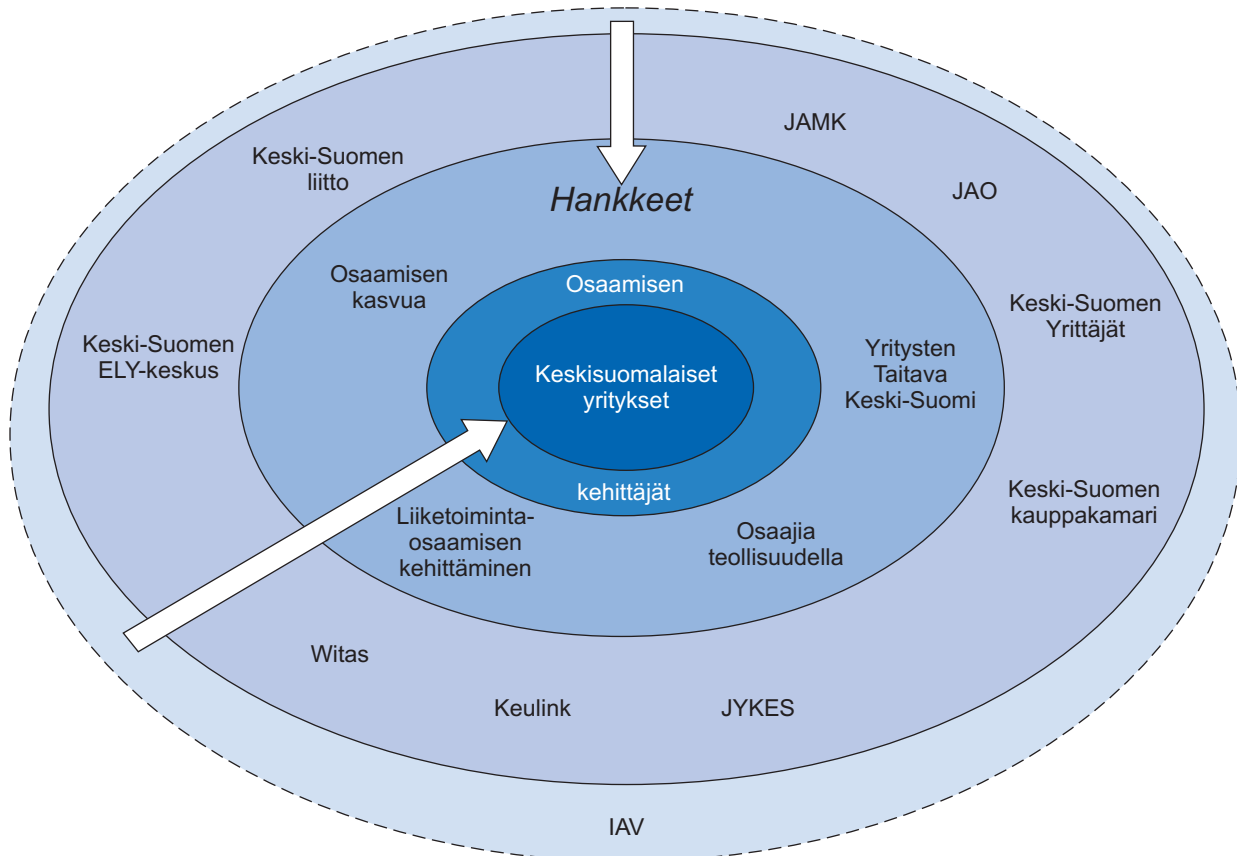 JAMK
Keski-Suomen
liitto
JAO
Hankkeet
Osaamisen
kasvua
Osaamisen
Keski-Suomen
Yrittäjät
Keski-Suomen
ELY-keskus
Yritysten
Taitava
Keski-Suomi
Keskisuomalaiset
yritykset
kehittäjät
Keski-Suomen
kauppakamari
Liiketoiminta-
osaamisen
kehittäminen
Osaajia
teollisuudella
Witas
Keulink
JYKES
IAV